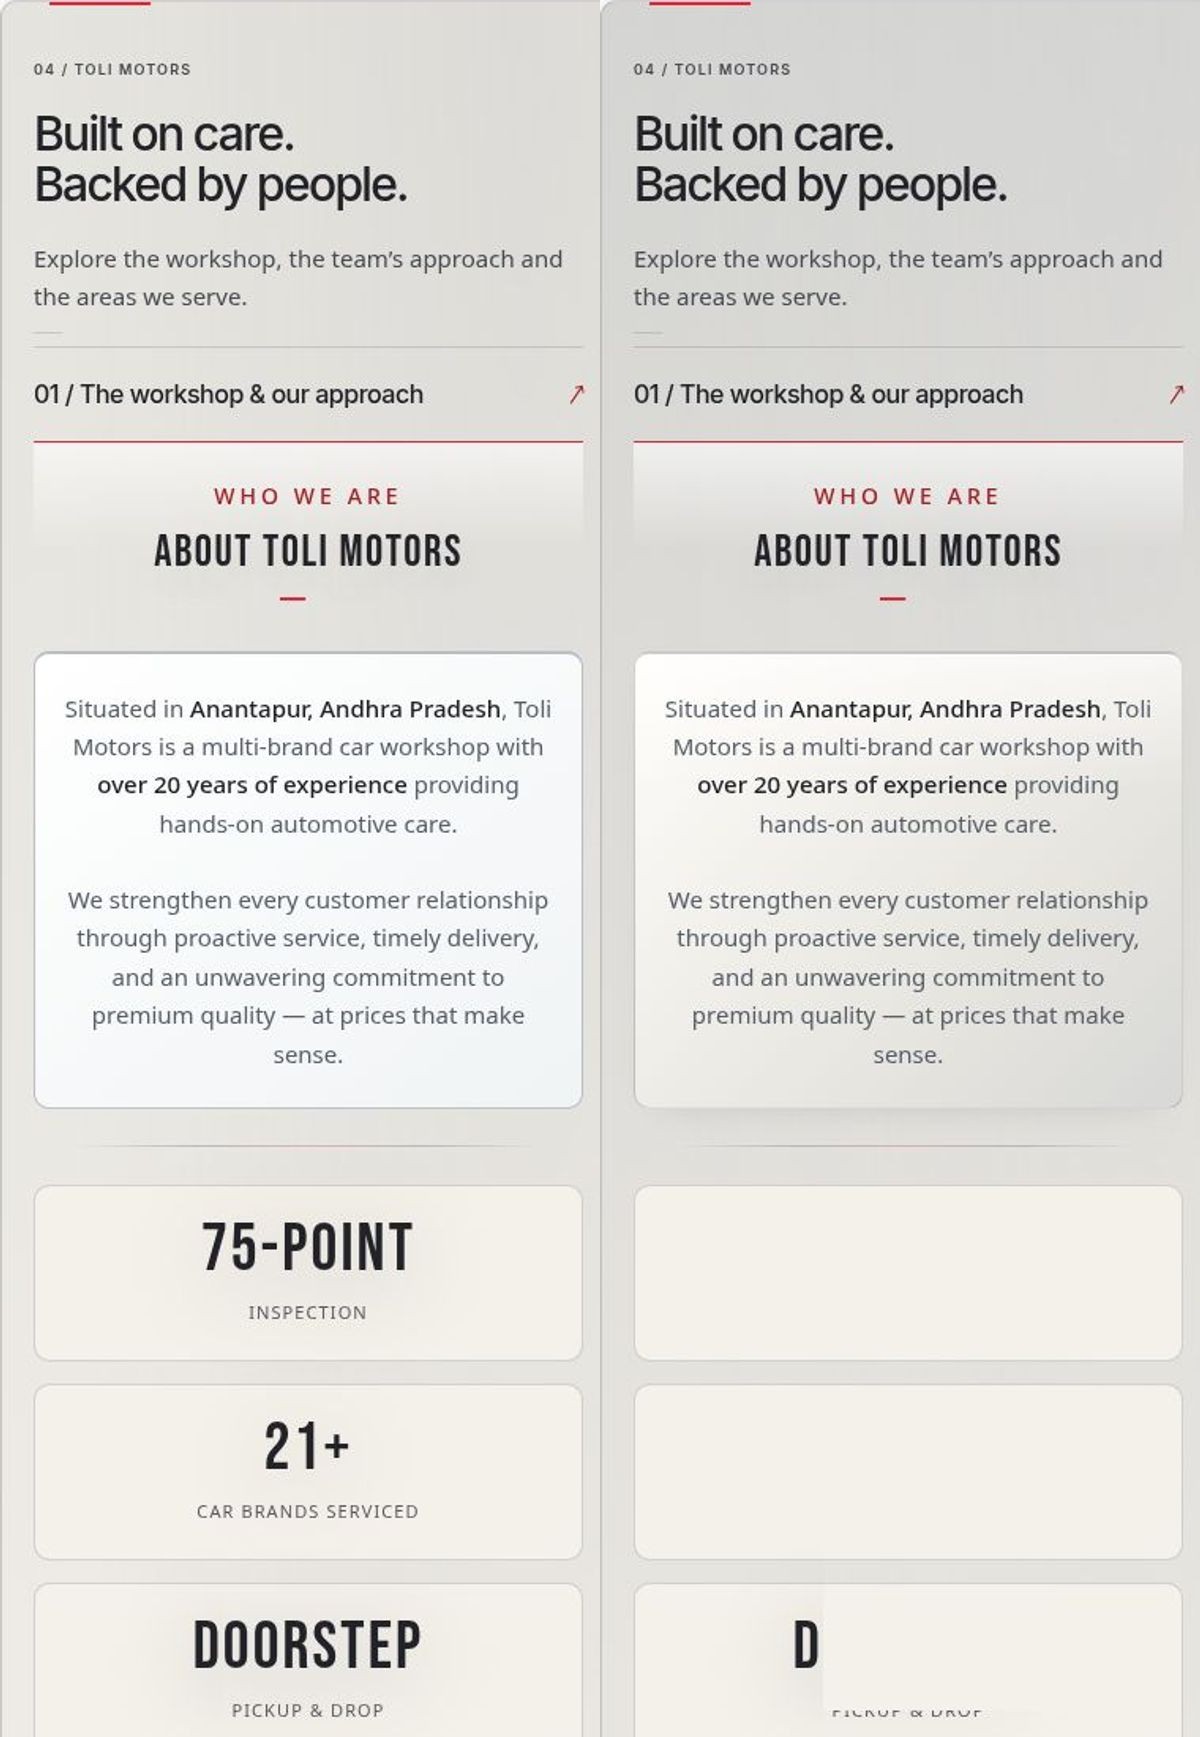 04 / TOLI MOTORS
Built on care.
Backed by people.
Explore the workshop, the team’s approach and
the areas we serve.
01 / The workshop & our approach ↗
WHO WE ARE
ABOUT TOLI MOTORS
Situated in Anantapur, Andhra Pradesh, Toli
Motors is a multi-brand car workshop with
over 20 years of experience providing
hands-on automotive care.
We strengthen every customer relationship
through proactive service, timely delivery,
and an unwavering commitment to
premium quality — at prices that make
sense.
75-POINT
INSPECTION
21+
CAR BRANDS SERVICED
DOORSTEP
PICKUP & DROP
04 / TOLI MOTORS
Built on care.
Backed by people.
Explore the workshop, the team’s approach and
the areas we serve.
01 / The workshop & our approach ↗
WHO WE ARE
ABOUT TOLI MOTORS
Situated in Anantapur, Andhra Pradesh, Toli
Motors is a multi-brand car workshop with
over 20 years of experience providing
hands-on automotive care.
We strengthen every customer relationship
through proactive service, timely delivery,
and an unwavering commitment to
premium quality — at prices that make
sense.
D
PICKUP & DROP